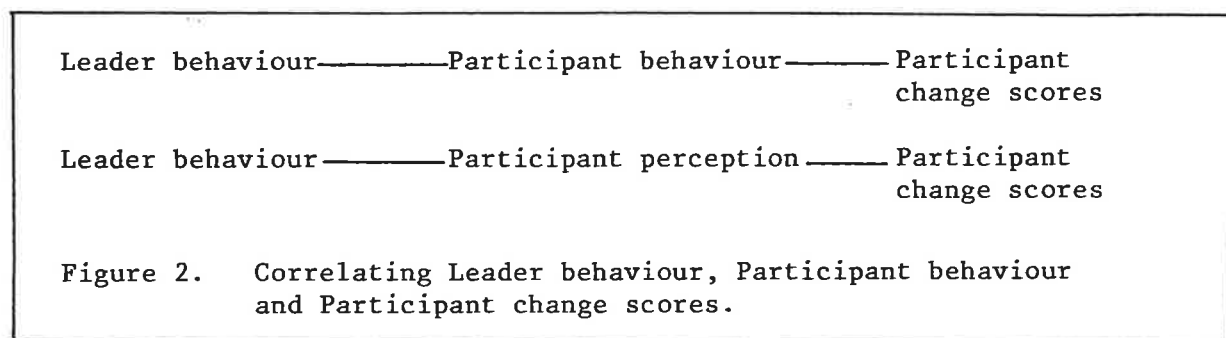 Leader behaviour————Participant behaviour————Participant
change scores
Leader behaviour————Participant perception————Participant
change scores
Figure 2. Correlating Leader behaviour, Participant behaviour
and Participant change scores.